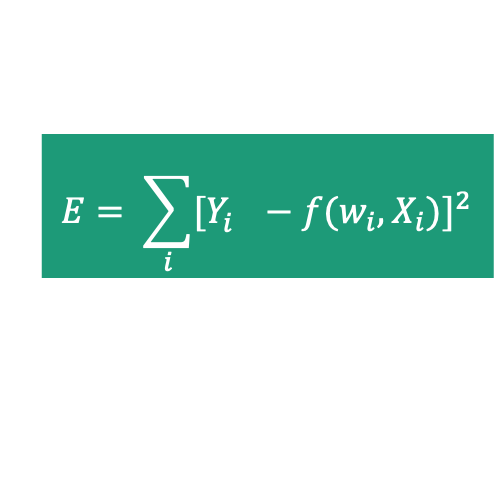 E = ∑_i [Y_i − f(w_i, X_i)]²